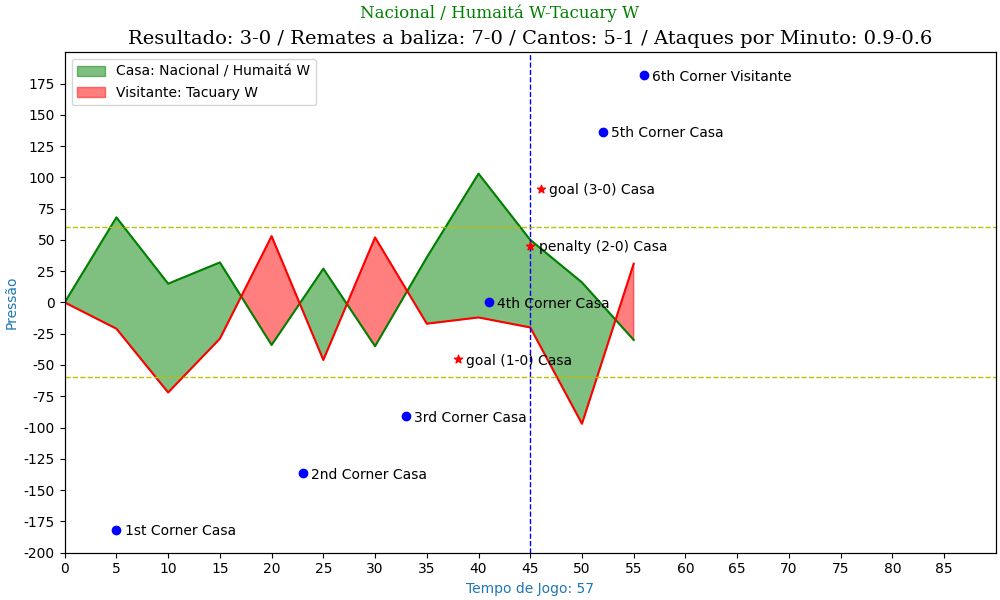 Nacional / Humaitá W-Tacuary W
Resultado: 3-0 / Remates a baliza: 7-0 / Cantos: 5-1 / Ataques por Minuto: 0.9-0.6
Casa: Nacional / Humaitá W
Visitante: Tacuary W
6th Corner Visitante
5th Corner Casa
goal (3-0) Casa
penalty (2-0) Casa
4th Corner Casa
goal (1-0) Casa
3rd Corner Casa
2nd Corner Casa
1st Corner Casa
Pressão
175
150
125
100
75
50
25
0
-25
-50
-75
-100
-125
-150
-175
-200
0 5 10 15 20 25 30 35 40 45 50 55 60 65 70 75 80 85
Tempo de Jogo: 57